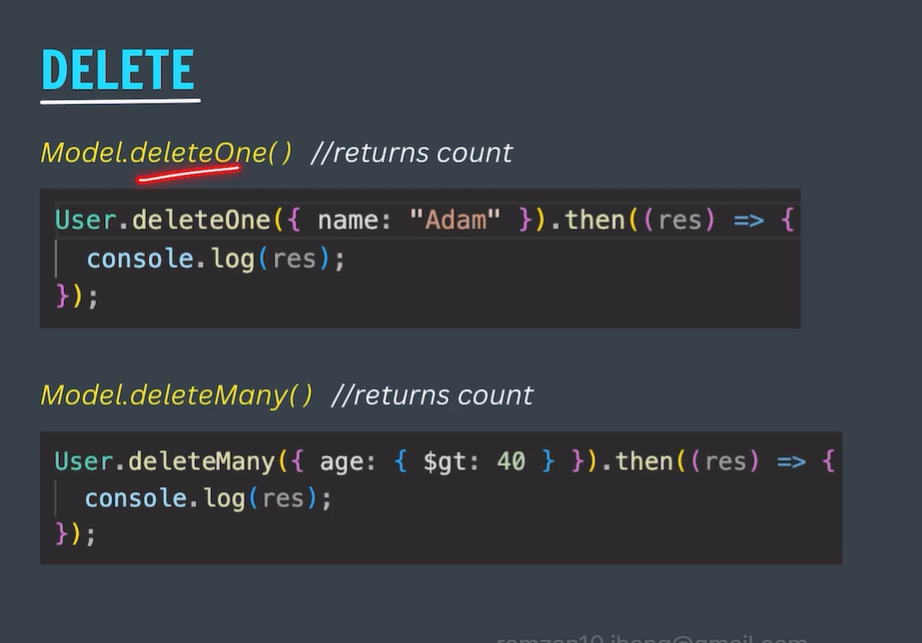 DELETE
Model.deleteOne( ) //returns count
User.deleteOne({ name: "Adam" }).then((res) => {
  console.log(res);
});
Model.deleteMany( ) //returns count
User.deleteMany({ age: { $gt: 40 } }).then((res) => {
  console.log(res);
});